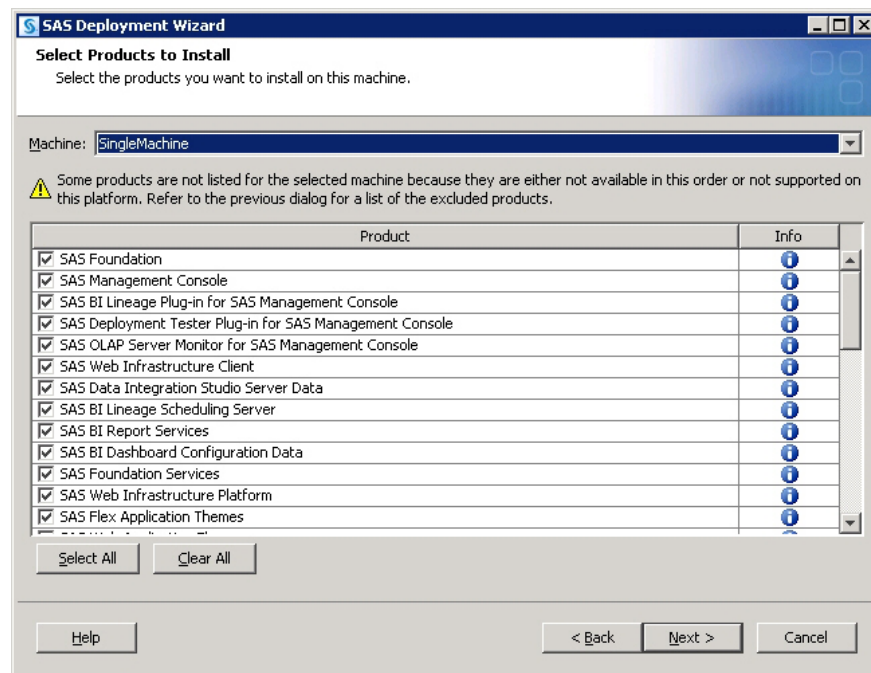 SAS Deployment Wizard
Select Products to Install
Select the products you want to install on this machine.
Machine: SingleMachine
Some products are not listed for the selected machine because they are either not available in this order or not supported on
this platform. Refer to the previous dialog for a list of the excluded products.
Product Info
SAS Foundation
SAS Management Console
SAS BI Lineage Plug-in for SAS Management Console
SAS Deployment Tester Plug-in for SAS Management Console
SAS OLAP Server Monitor for SAS Management Console
SAS Web Infrastructure Client
SAS Data Integration Studio Server Data
SAS BI Lineage Scheduling Server
SAS BI Report Services
SAS BI Dashboard Configuration Data
SAS Foundation Services
SAS Web Infrastructure Platform
SAS Flex Application Themes
Select All Clear All
Help < Back Next > Cancel